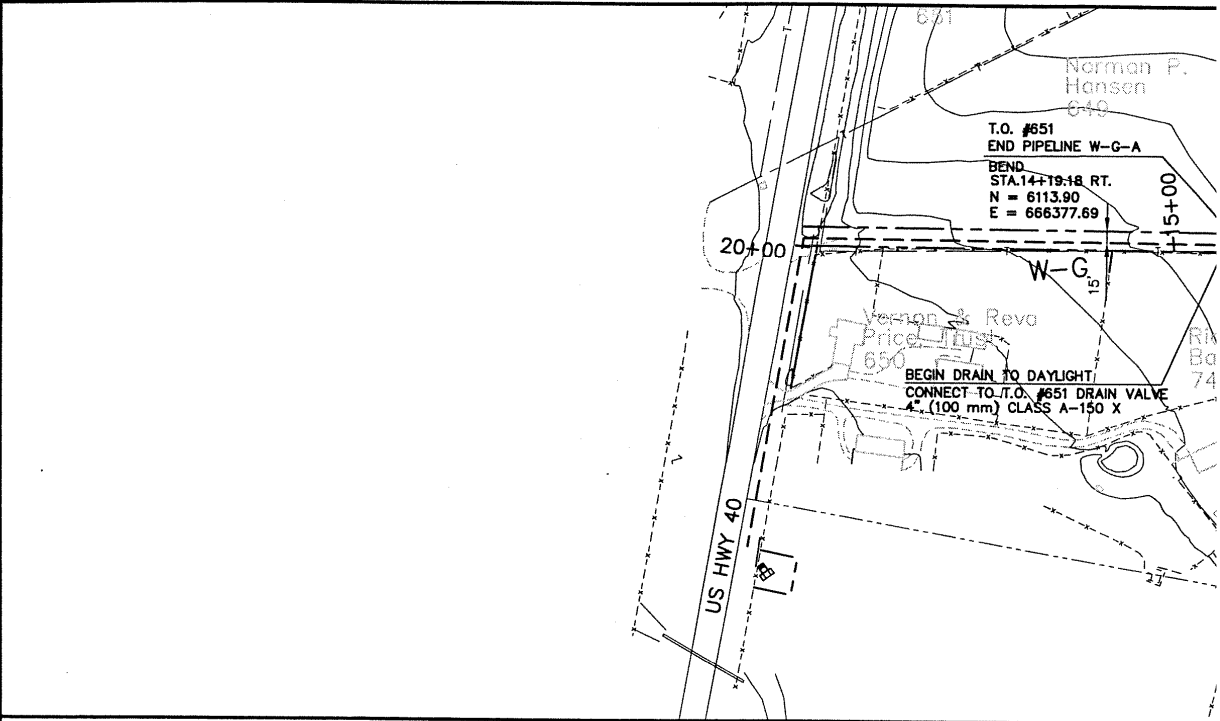 651
Norman P.
Hansen
649
T.O. #651
END PIPELINE W-G-A
BEND
STA.14+19.18 RT.
N = 6113.90
E = 666377.69
15+00
20+00
W-G
15'
Vernon & Reva
Price Trust
650
BEGIN DRAIN TO DAYLIGHT
CONNECT TO T.O. #651 DRAIN VALVE
4" (100 mm) CLASS A-150 X
74
US HWY 40